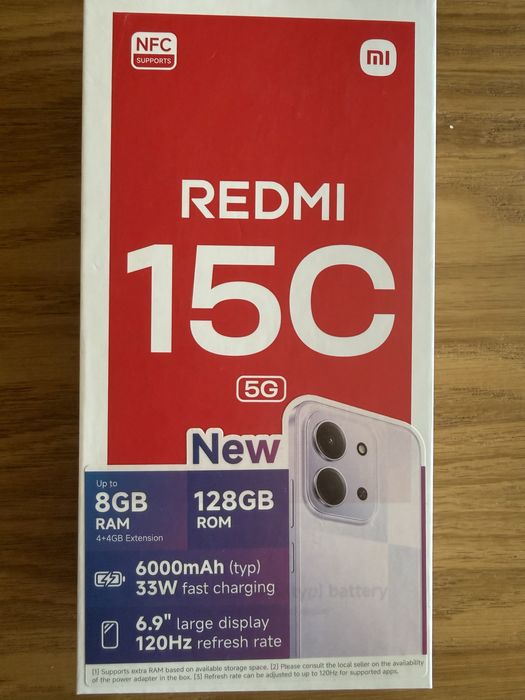 NFC
SUPPORTS
mi
REDMI
15C
5G
New
Up to
8GB
RAM
4+4GB Extension
128GB
ROM
6000mAh (typ)
33W fast charging
typ) battery
6.9" large display
120Hz refresh rate
[1] Supports extra RAM based on available storage space. [2] Please consult the local seller on the availability
of the power adapter in the box. [3] Refresh rate can be adjusted to up to 120Hz for supported apps.